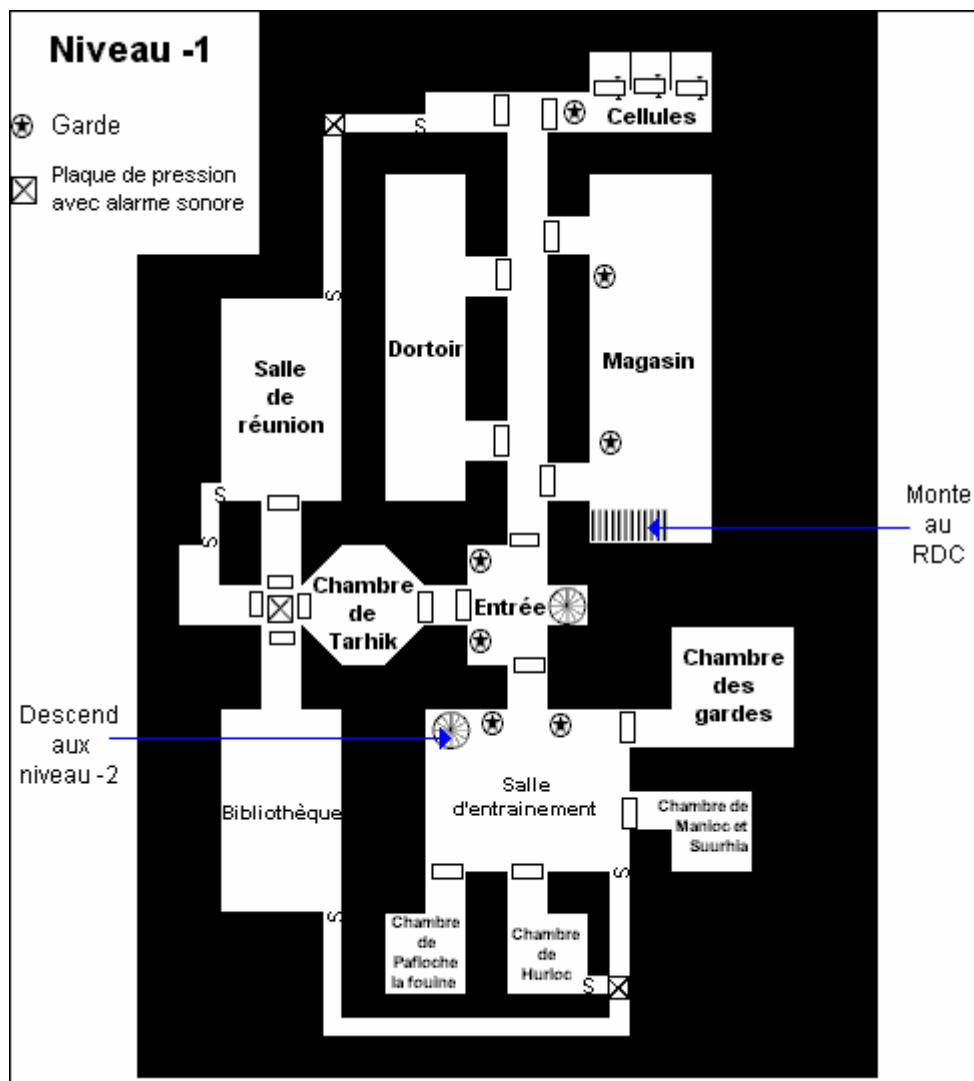 Niveau -1
Garde
Plaque de pression
avec alarme sonore
Cellules
S
S
Dortoir
Magasin
Salle
de
réunion
S
S
Monte
au
RDC
Chambre
de
Tarhik
Entrée
Chambre
des
gardes
Descend
aux
niveau -2
Salle
d'entrainement
Bibliothèque
Chambre de
Manioc et
Suurhia
S
S
Chambre
de
Pafloche
la fouine
Chambre
de
Hurloc
S